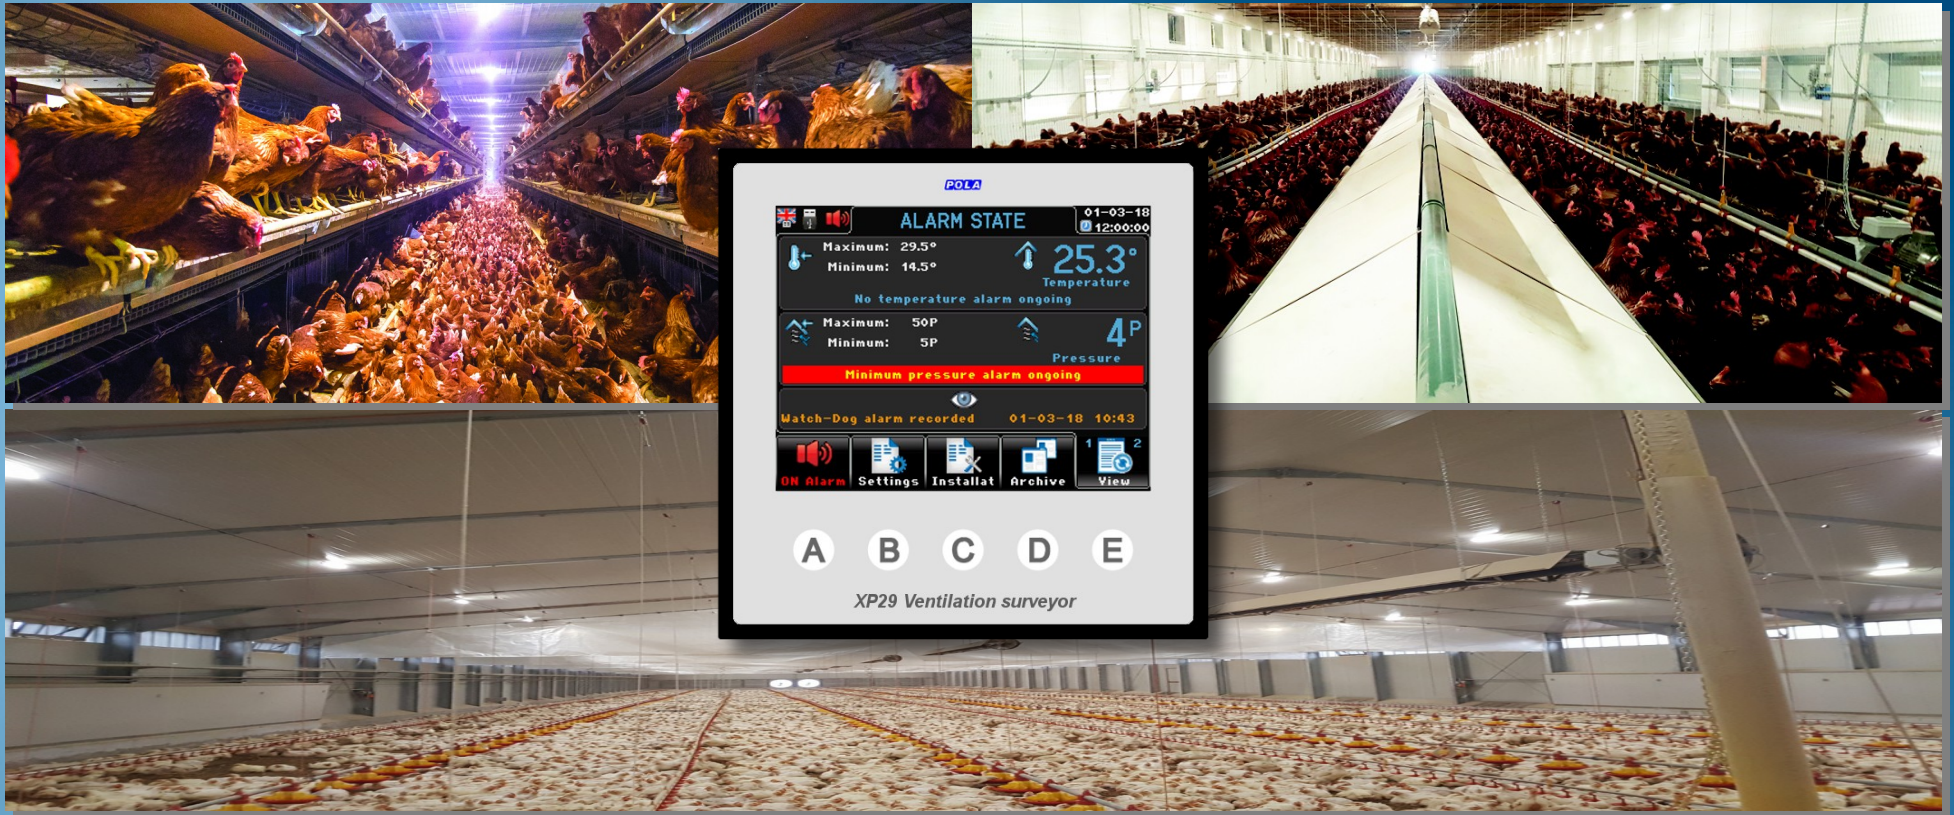 POLA
ALARM STATE
01-03-18
12:00:00
Maximum: 29.5°
Minimum: 14.5°
25.3°
Temperature
No temperature alarm ongoing
Maximum: 50P
Minimum: 5P
4P
Pressure
Minimum pressure alarm ongoing
Watch-Dog alarm recorded 01-03-18 10:43
1 2
ON Alarm Settings Installat Archive View
A B C D E
XP29 Ventilation surveyor